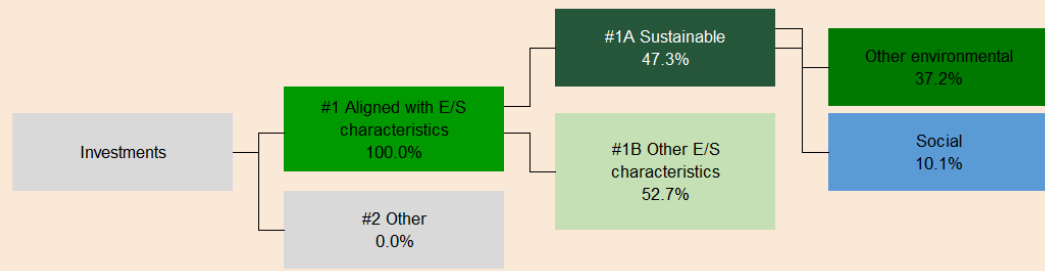 Investments
#1 Aligned with E/S
characteristics
100.0%
#2 Other
0.0%
#1A Sustainable
47.3%
#1B Other E/S
characteristics
52.7%
Other environmental
37.2%
Social
10.1%